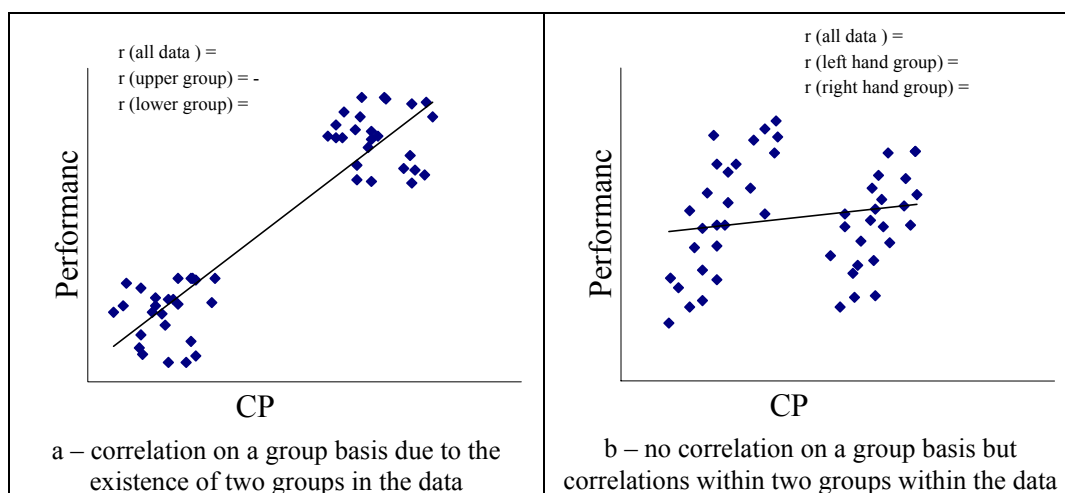 r (all data ) =
r (upper group) = -
r (lower group) =
Performanc
CP
a – correlation on a group basis due to the
existence of two groups in the data
r (all data ) =
r (left hand group) =
r (right hand group) =
Performanc
CP
b – no correlation on a group basis but
correlations within two groups within the data